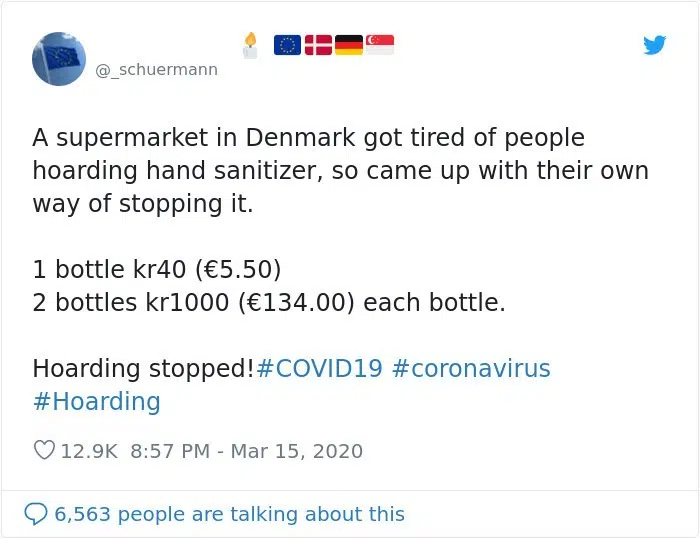 @_schuermann
A supermarket in Denmark got tired of people
hoarding hand sanitizer, so came up with their own
way of stopping it.
1 bottle kr40 (€5.50)
2 bottles kr1000 (€134.00) each bottle.
Hoarding stopped!#COVID19 #coronavirus
#Hoarding
12.9K 8:57 PM - Mar 15, 2020
6,563 people are talking about this